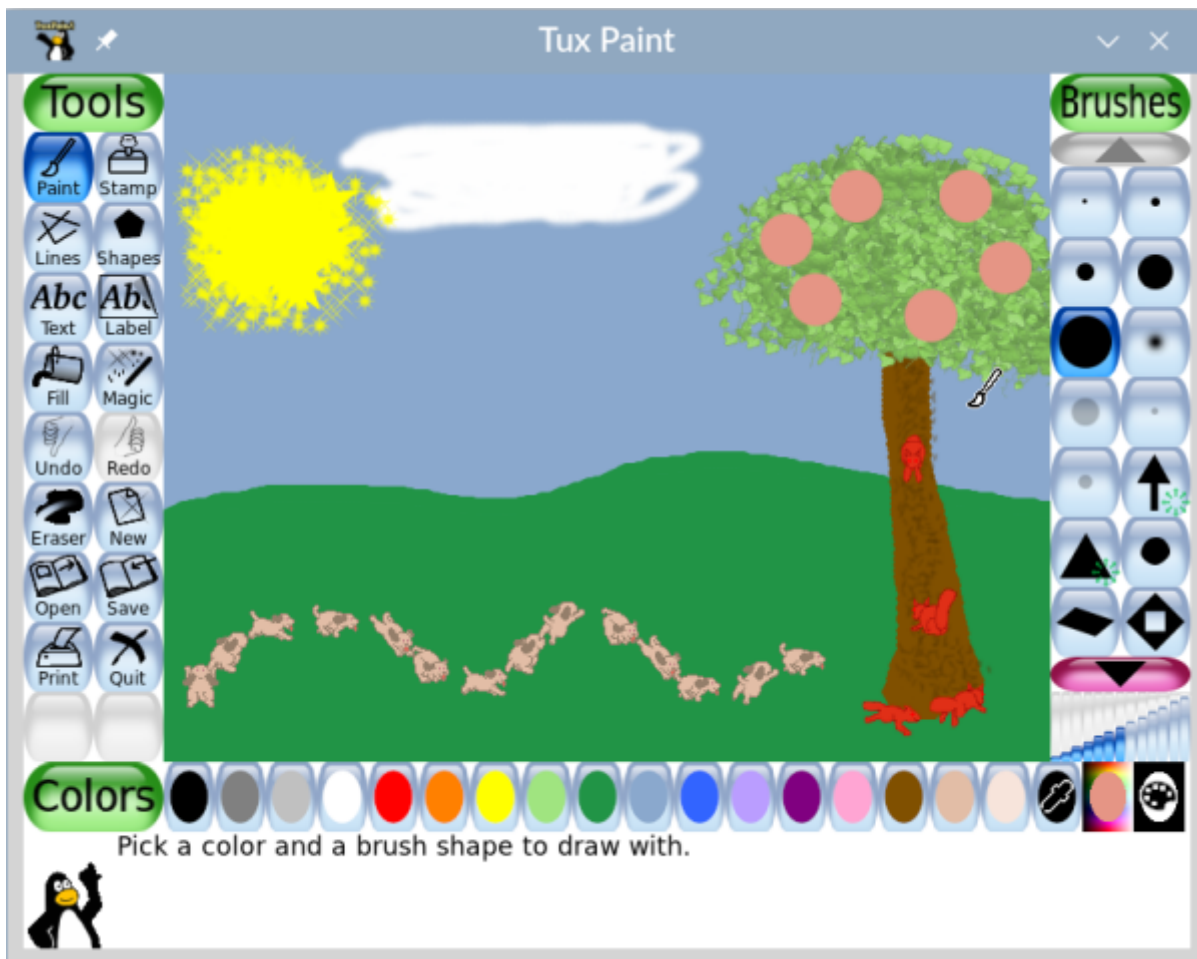 Tux Paint
Tools
Brushes
Paint
Stamp
Lines
Shapes
Abc
Text
Label
Fill
Magic
Undo
Redo
Eraser
New
Open
Save
Print
Quit
Colors
Pick a color and a brush shape to draw with.